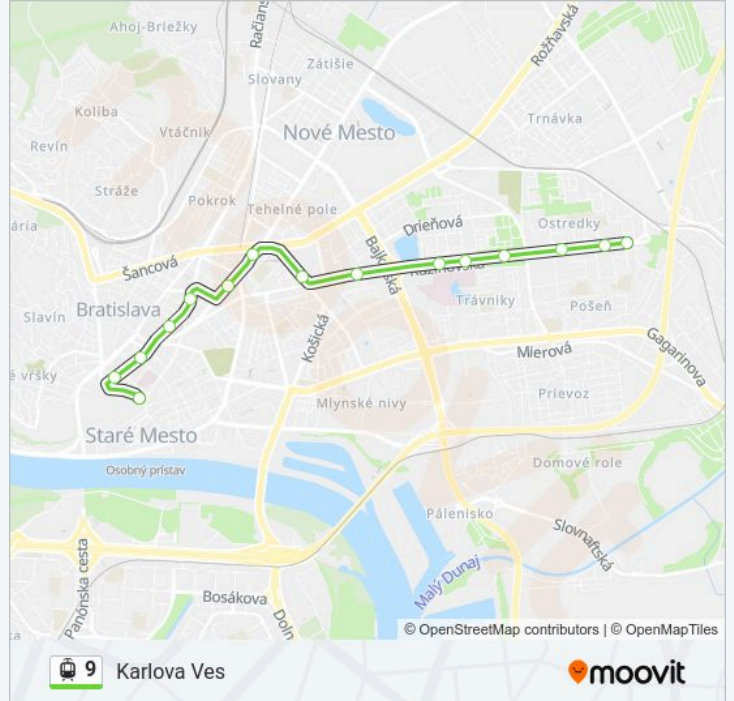 Ahoj-Briežky
Račians
Zátišie
Rožňavská
Slovany
Koliba
Trnávka
Vtáčnik
Nové Mesto
Revín
Stráže
Pokrok
Tehelné pole
Drieňová
Ostredky
ária
Šancová
Bajkalská
Ružinovská
Trávniky
Bratislava
Pošeň
Slavín
Košická
Gagarinova
Mierová
é vŕšky
Prievoz
Mlynské nivy
Staré Mesto
Domové role
Osobný prístav
Pálenisko
Slovnaftská
Panónska cesta
Malý Dunaj
Bosákova
Doln
a
© OpenStreetMap contributors | © OpenMapTiles
9 Karlova Ves
moovit